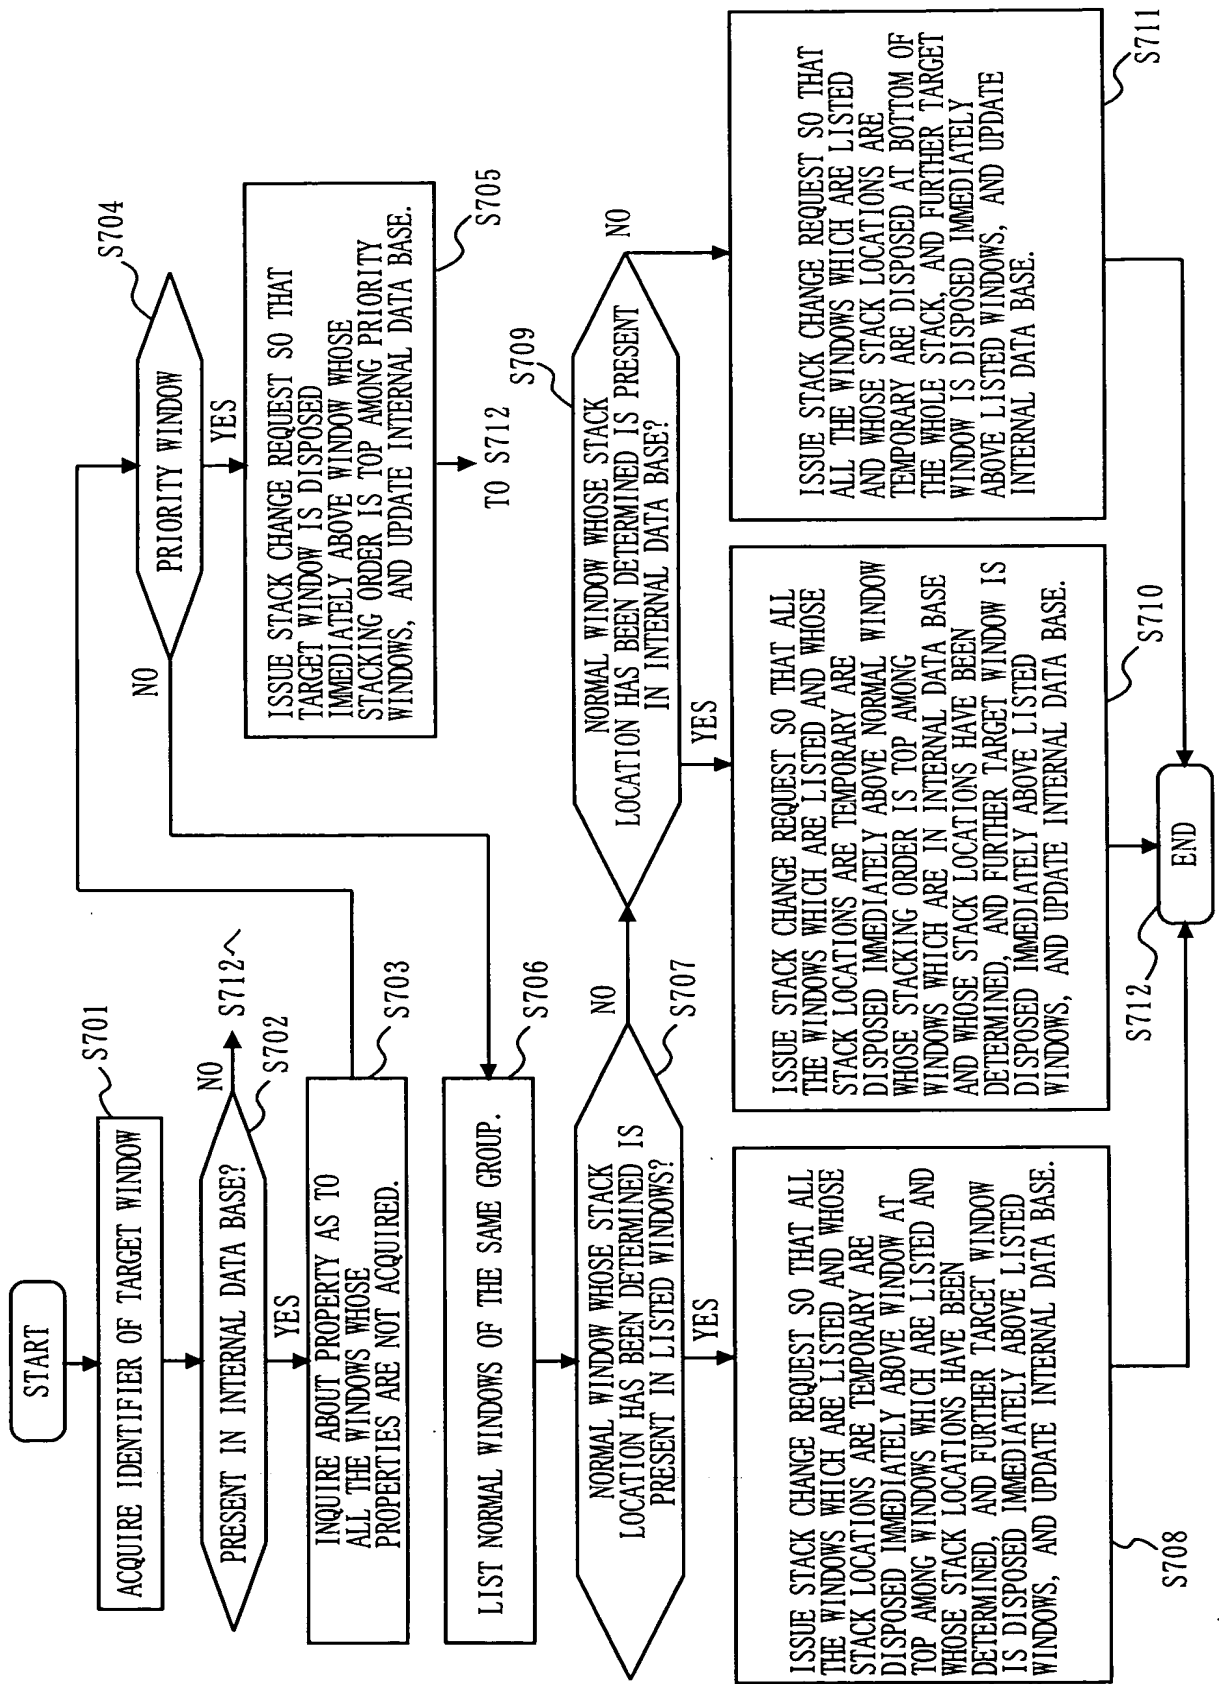 START
S701
ACQUIRE IDENTIFIER OF TARGET WINDOW
S702
PRESENT IN INTERNAL DATA BASE?
NO
S712
YES
S703
INQUIRE ABOUT PROPERTY AS TO
ALL THE WINDOWS WHOSE
PROPERTIES ARE NOT ACQUIRED.
S704
PRIORITY WINDOW
NO
YES
S705
ISSUE STACK CHANGE REQUEST SO THAT
TARGET WINDOW IS DISPOSED
IMMEDIATELY ABOVE WINDOW WHOSE
STACKING ORDER IS TOP AMONG PRIORITY
WINDOWS, AND UPDATE INTERNAL DATA BASE.
TO S712
S706
LIST NORMAL WINDOWS OF THE SAME GROUP.
S707
NORMAL WINDOW WHOSE STACK
LOCATION HAS BEEN DETERMINED IS
PRESENT IN LISTED WINDOWS?
NO
YES
ISSUE STACK CHANGE REQUEST SO THAT ALL
THE WINDOWS WHICH ARE LISTED AND WHOSE
STACK LOCATIONS ARE TEMPORARY ARE
DISPOSED IMMEDIATELY ABOVE WINDOW AT
TOP AMONG WINDOWS WHICH ARE LISTED AND
WHOSE STACK LOCATIONS HAVE BEEN
DETERMINED, AND FURTHER TARGET WINDOW
IS DISPOSED IMMEDIATELY ABOVE LISTED
WINDOWS, AND UPDATE INTERNAL DATA BASE.
S708
S709
NORMAL WINDOW WHOSE STACK
LOCATION HAS BEEN DETERMINED IS PRESENT
IN INTERNAL DATA BASE?
NO
YES
ISSUE STACK CHANGE REQUEST SO THAT ALL
THE WINDOWS WHICH ARE LISTED AND WHOSE
STACK LOCATIONS ARE TEMPORARY ARE
DISPOSED IMMEDIATELY ABOVE NORMAL WINDOW
WHOSE STACKING ORDER IS TOP AMONG
WINDOWS WHICH ARE IN INTERNAL DATA BASE
AND WHOSE STACK LOCATIONS HAVE BEEN
DETERMINED, AND FURTHER TARGET WINDOW IS
DISPOSED IMMEDIATELY ABOVE LISTED
WINDOWS, AND UPDATE INTERNAL DATA BASE.
S710
ISSUE STACK CHANGE REQUEST SO THAT
ALL THE WINDOWS WHICH ARE LISTED
AND WHOSE STACK LOCATIONS ARE
TEMPORARY ARE DISPOSED AT BOTTOM OF
THE WHOLE STACK, AND FURTHER TARGET
WINDOW IS DISPOSED IMMEDIATELY
ABOVE LISTED WINDOWS, AND UPDATE
INTERNAL DATA BASE.
S711
S712
END